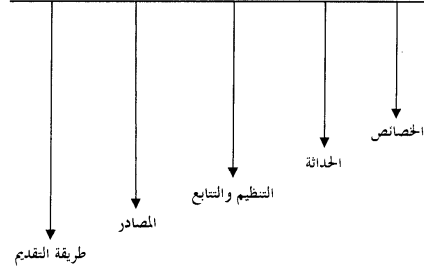 الخصائص
الحداثة
التنظيم والتتابع
المصادر
طريقة التقديم